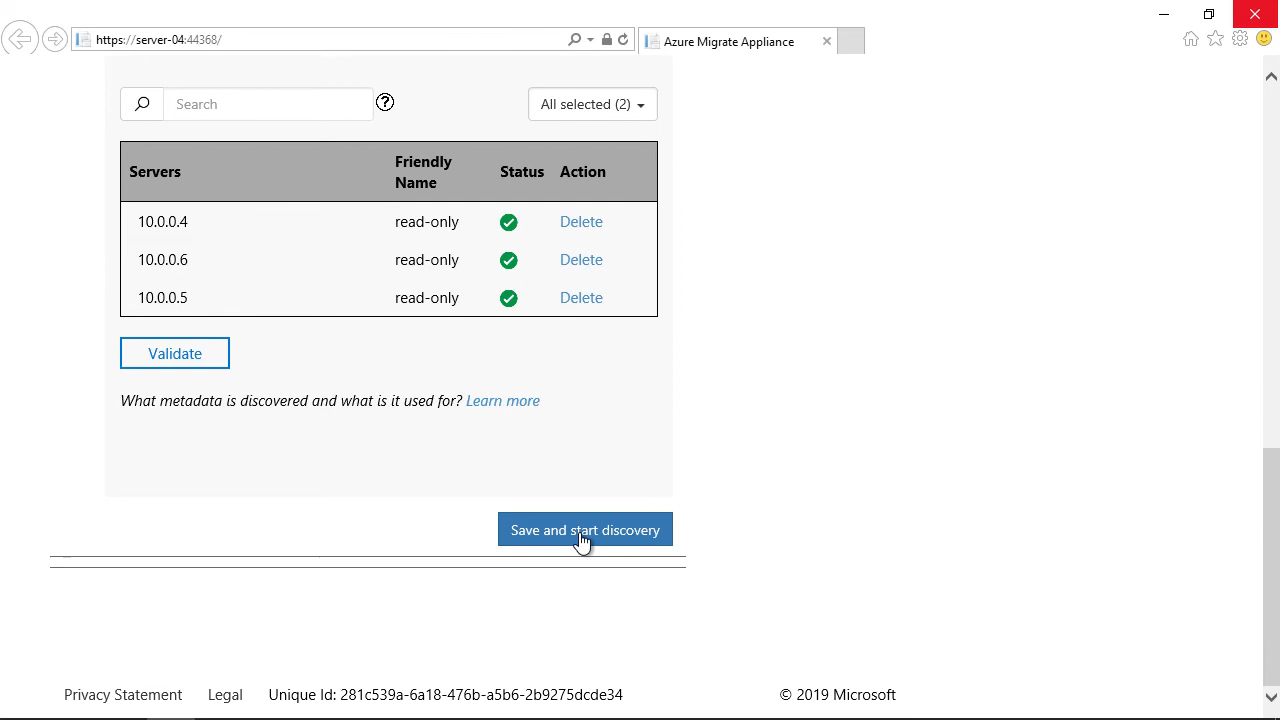 https://server-04:44368/
Azure Migrate Appliance
Search
?
All selected (2)
Servers
Friendly Name
Status
Action
10.0.0.4 read-only Delete
10.0.0.6 read-only Delete
10.0.0.5 read-only Delete
Validate
What metadata is discovered and what is it used for? Learn more
Save and start discovery
Privacy Statement Legal Unique Id: 281c539a-6a18-476b-a5b6-2b9275dcde34 © 2019 Microsoft